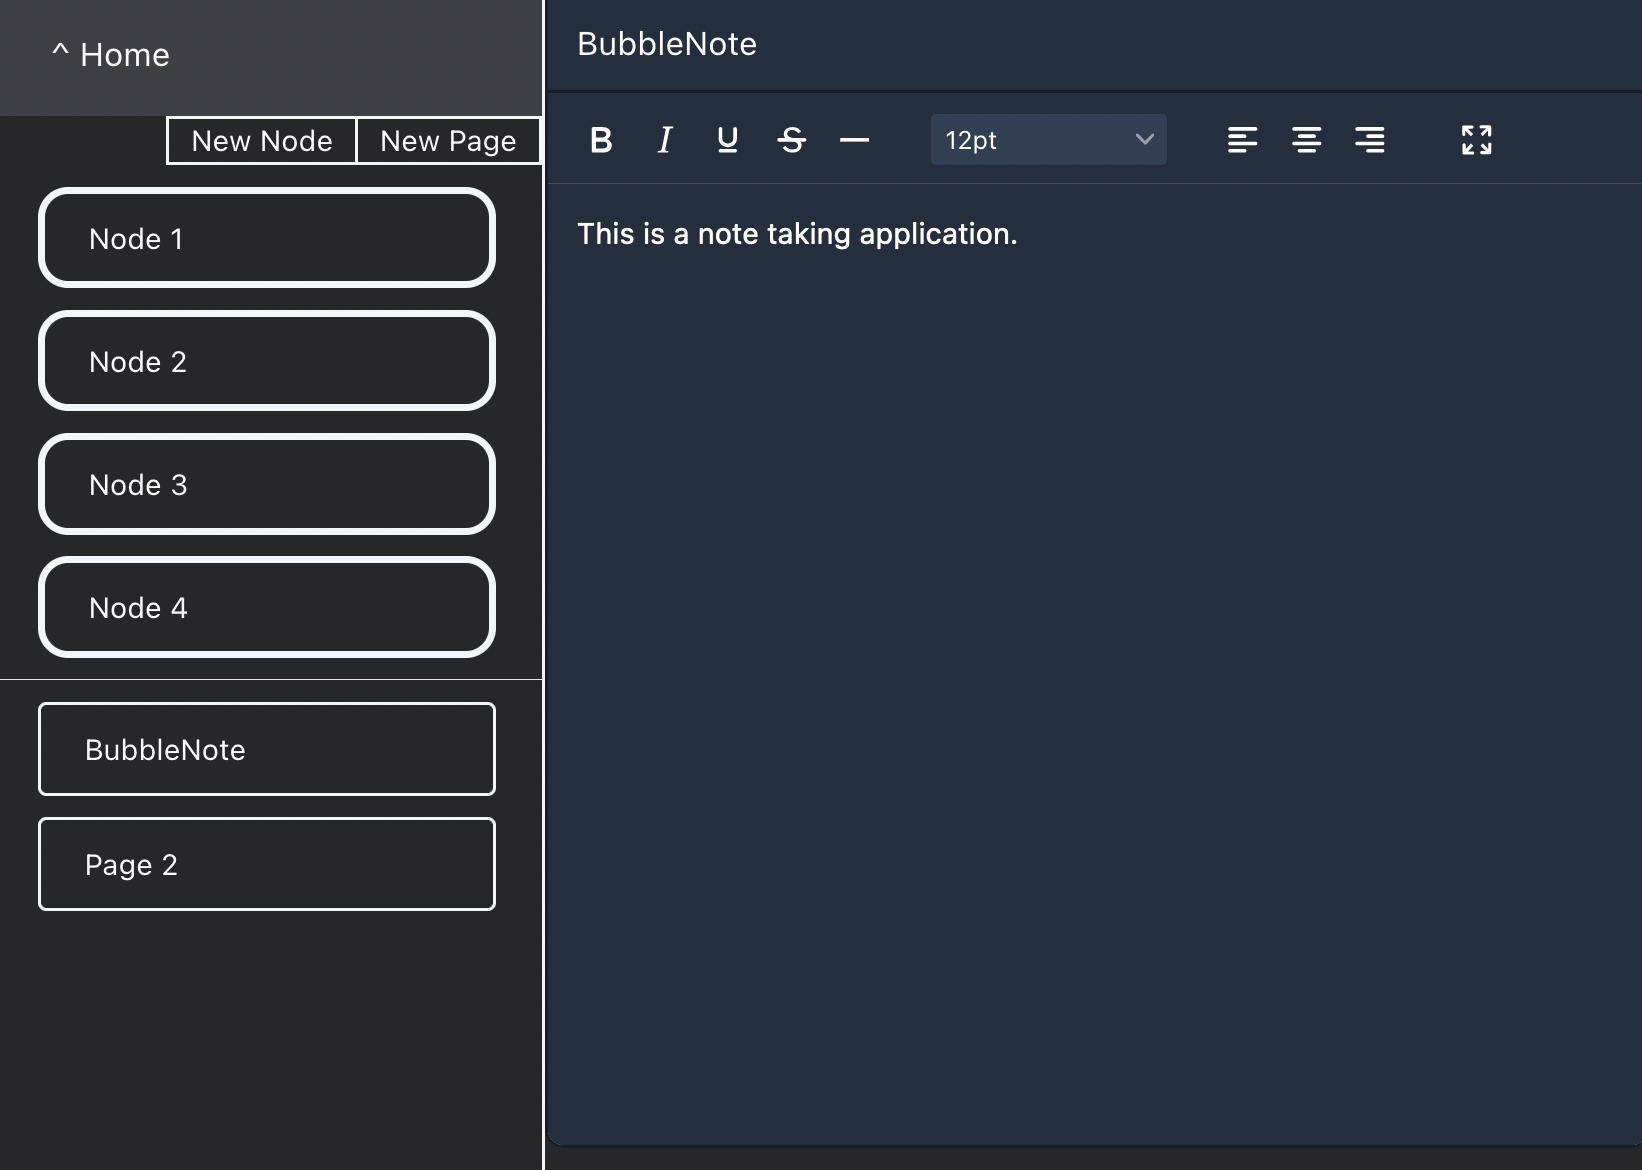 ^ Home
New Node
New Page
Node 1
Node 2
Node 3
Node 4
BubbleNote
Page 2
BubbleNote
B I U S
12pt
This is a note taking application.